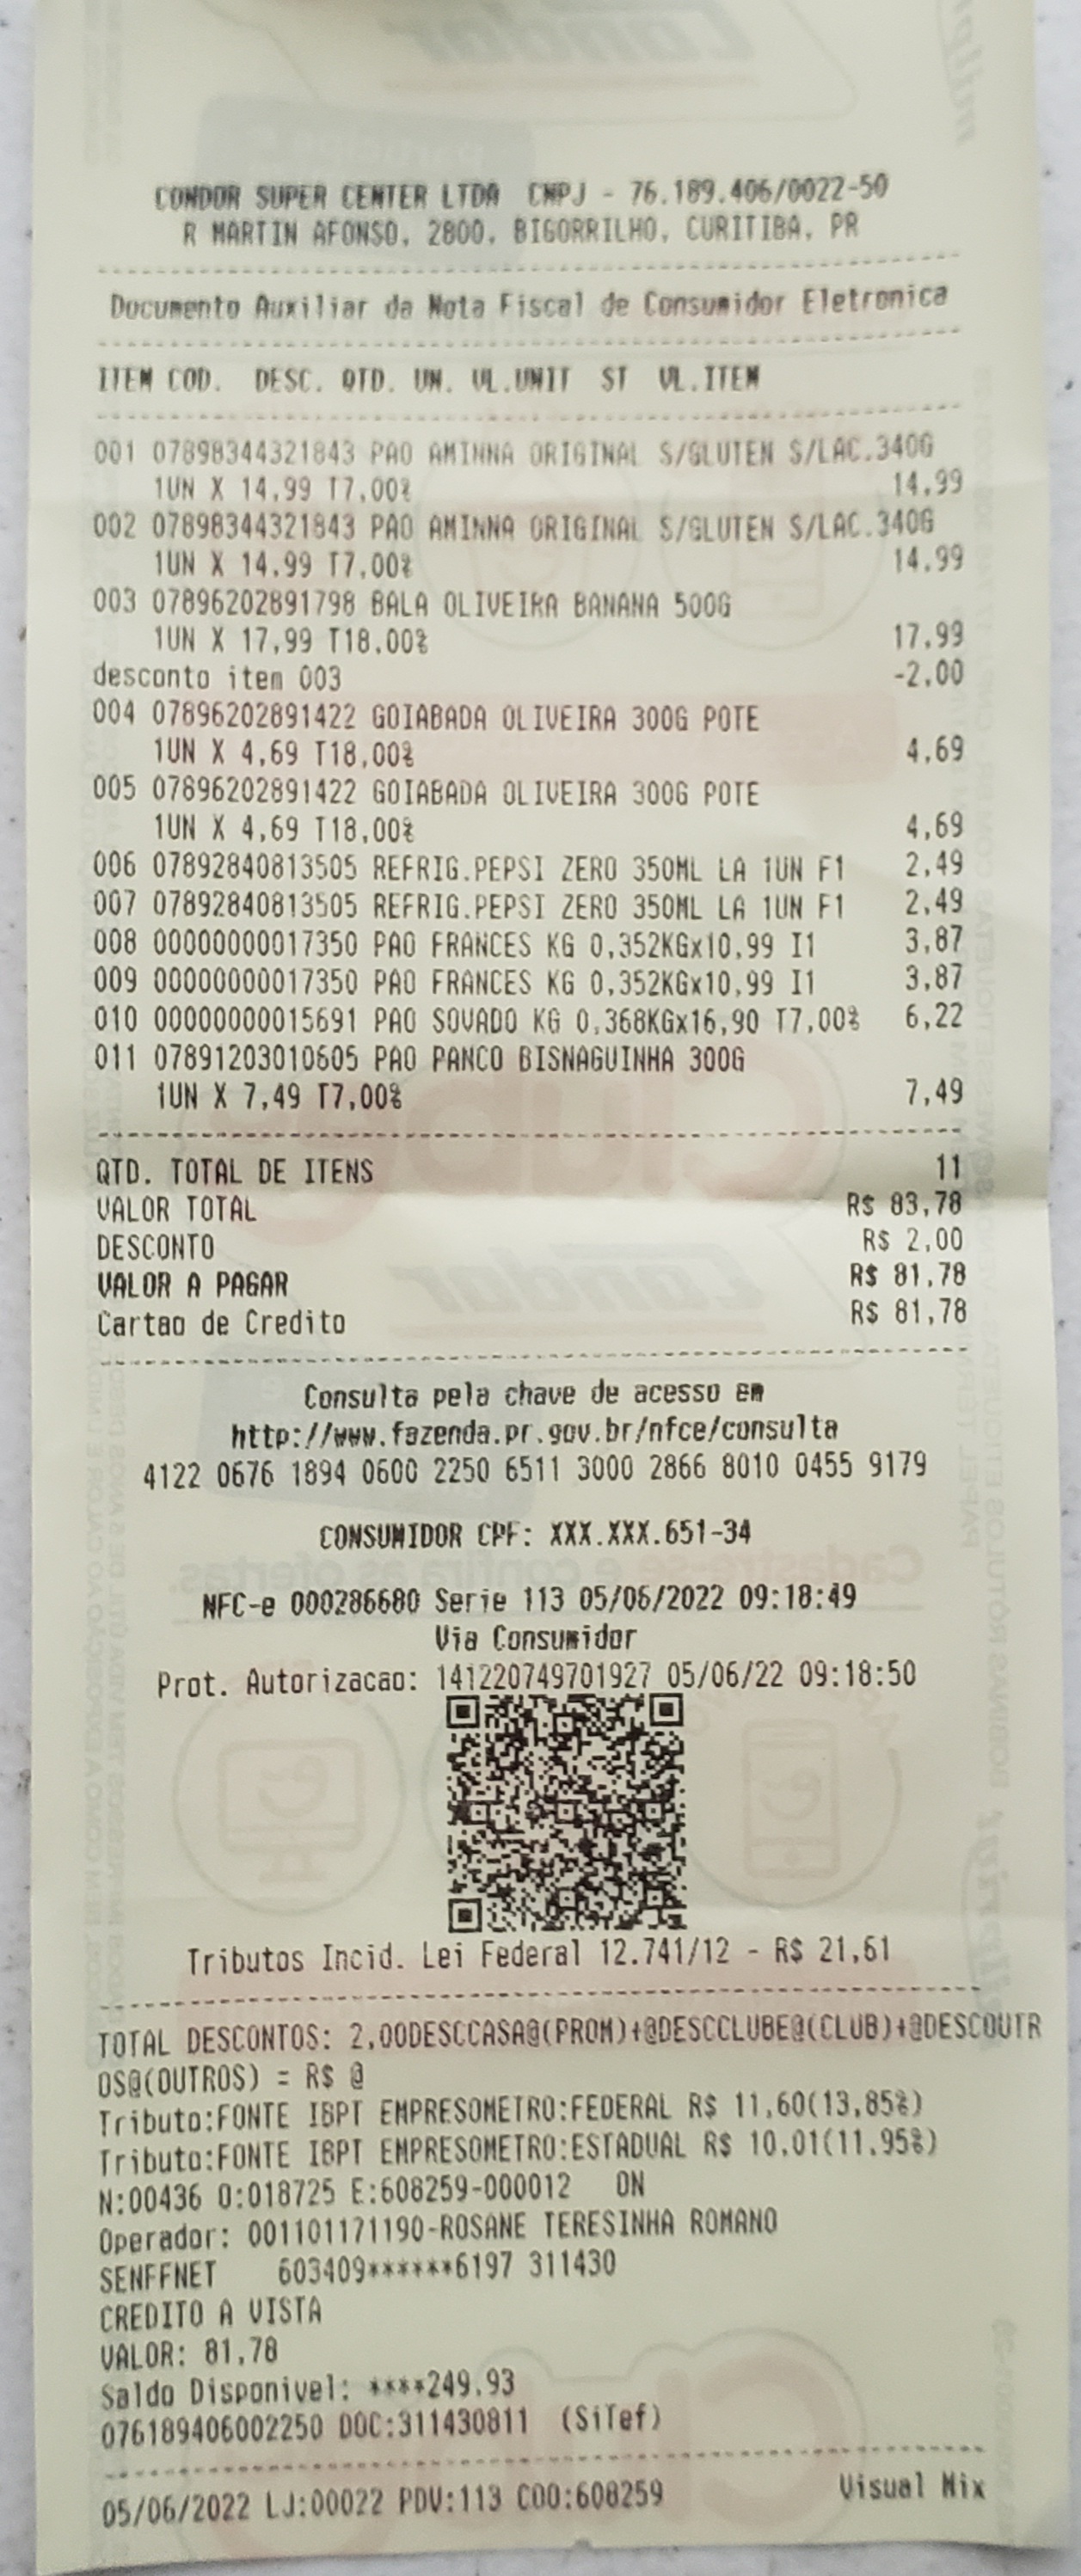 CONDOR SUPER CENTER LTDA CNPJ - 76.189.406/0022-50
R MARTIN AFONSO, 2800, BIGORRILHO, CURITIBA, PR
Documento Auxiliar da Nota Fiscal de Consumidor Eletronica
ITEM COD. DESC. QTD. UN. VL.UNIT ST VL.ITEM
001 07898344321843 PAO AMINNA ORIGINAL S/GLUTEN S/LAC.340G
1UN X 14,99 T7,00% 14,99
002 07898344321843 PAO AMINNA ORIGINAL S/GLUTEN S/LAC.340G
1UN X 14,99 T7,00% 14,99
003 07896202891798 BALA OLIVEIRA BANANA 500G
1UN X 17,99 T18,00% 17,99
desconto item 003 -2,00
004 07896202891422 GOIABADA OLIVEIRA 300G POTE
1UN X 4,69 T18,00% 4,69
005 07896202891422 GOIABADA OLIVEIRA 300G POTE
1UN X 4,69 T18,00% 4,69
006 07892840813505 REFRIG.PEPSI ZERO 350ML LA 1UN F1 2,49
007 07892840813505 REFRIG.PEPSI ZERO 350ML LA 1UN F1 2,49
008 00000000017350 PAO FRANCES KG 0,352KGx10,99 I1 3,87
009 00000000017350 PAO FRANCES KG 0,352KGx10,99 I1 3,87
010 00000000015691 PAO SOVADO KG 0,368KGx16,90 T7,00% 6,22
011 07891203010605 PAO PANCO BISNAGUINHA 300G
1UN X 7,49 T7,00% 7,49
QTD. TOTAL DE ITENS 11
VALOR TOTAL R$ 83,78
DESCONTO R$ 2,00
VALOR A PAGAR R$ 81,78
Cartao de Credito R$ 81,78
Consulta pela chave de acesso em
http://www.fazenda.pr.gov.br/nfce/consulta
4122 0676 1894 0600 2250 6511 3000 2866 8010 0455 9179
CONSUMIDOR CPF: XXX.XXX.651-34
NFC-e 000286680 Serie 113 05/06/2022 09:18:49
Via Consumidor
Prot. Autorizacao: 141220749701927 05/06/22 09:18:50
Tributos Incid. Lei Federal 12.741/12 - R$ 21,61
TOTAL DESCONTOS: 2,00DESCCASA@(PROM)+@DESCCLUBE@(CLUB)+@DESCOUTR
OS@(OUTROS) = R$ @
Tributo:FONTE IBPT EMPRESOMETRO:FEDERAL R$ 11,60(13,85%)
Tributo:FONTE IBPT EMPRESOMETRO:ESTADUAL R$ 10,01(11,95%)
N:00436 O:018725 E:608259-000012 ON
Operador: 001101171190-ROSANE TERESINHA ROMANO
SENFFNET 603409******6197 311430
CREDITO A VISTA
VALOR: 81,78
Saldo Disponivel: ****249.93
076189406002250 DOC:311430811 (SiTef)
05/06/2022 LJ:00022 PDV:113 COO:608259 Visual Mix